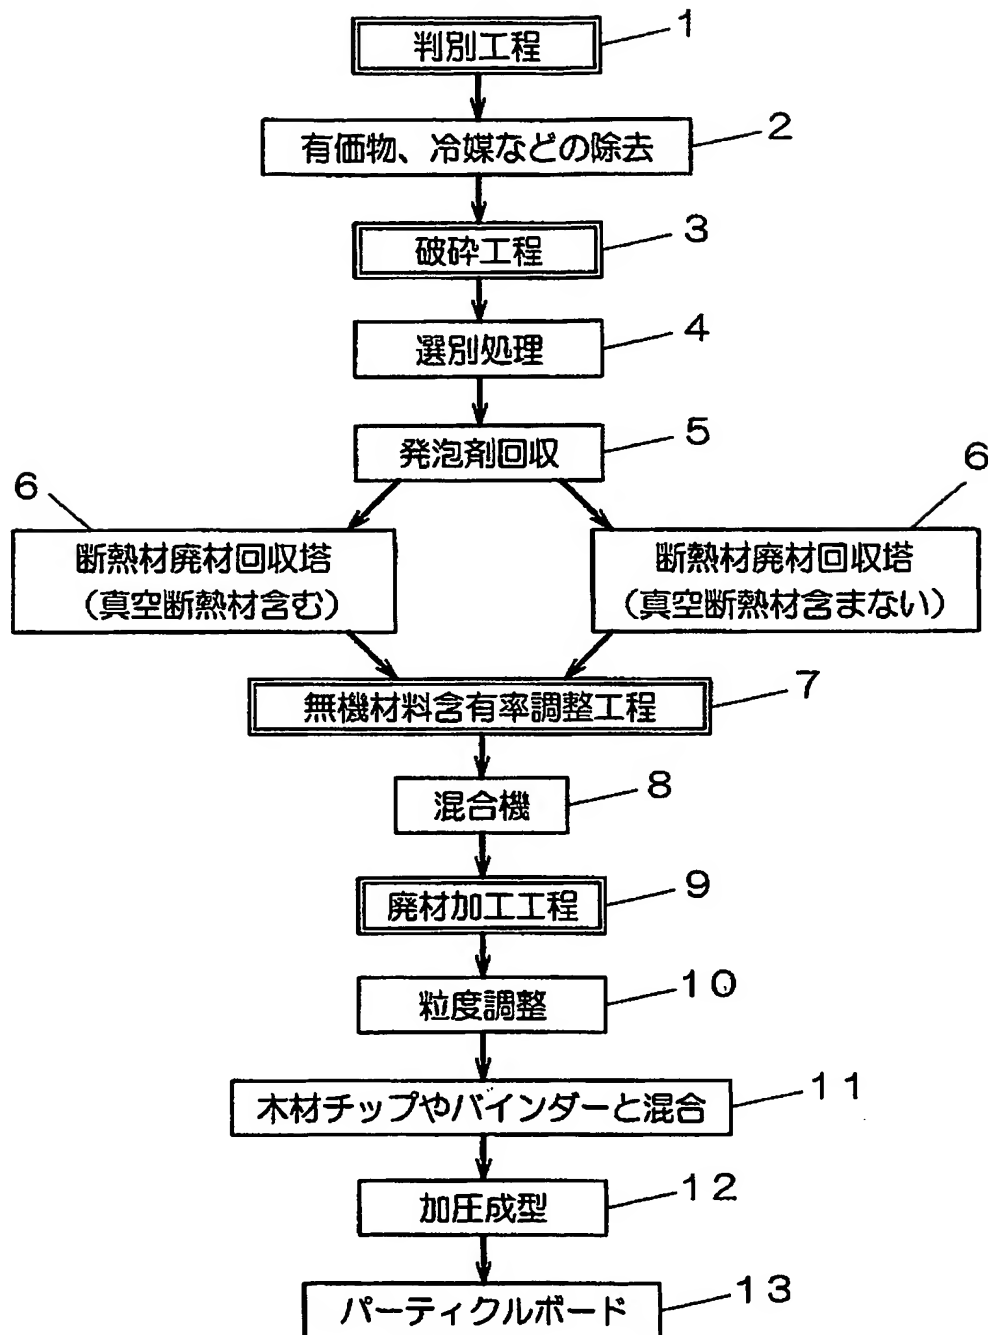 判別工程
1
有価物、冷媒などの除去
2
破砕工程
3
選別処理
4
発泡剤回収
5
6
断熱材廃材回収塔
（真空断熱材含む）
6
断熱材廃材回収塔
（真空断熱材含まない）
無機材料含有率調整工程
7
混合機
8
廃材加工工程
9
粒度調整
10
木材チップやバインダーと混合
11
加圧成型
12
パーティクルボード
13